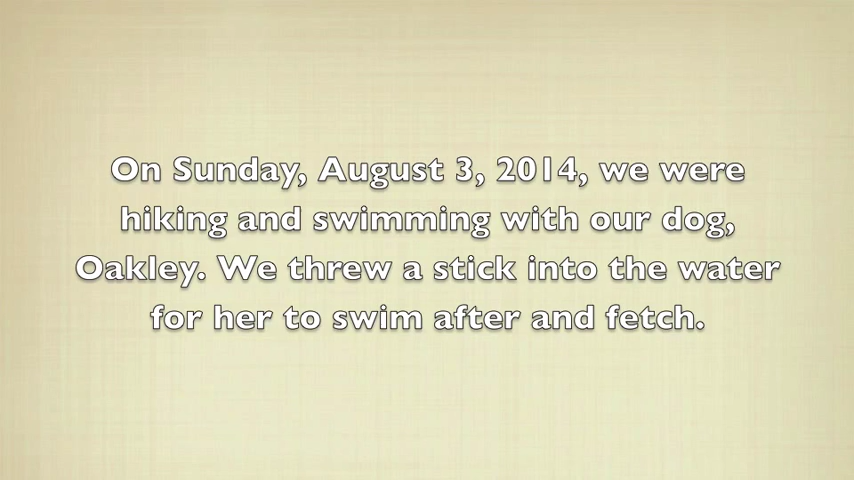 On Sunday, August 3, 2014, we were
hiking and swimming with our dog,
Oakley. We threw a stick into the water
for her to swim after and fetch.